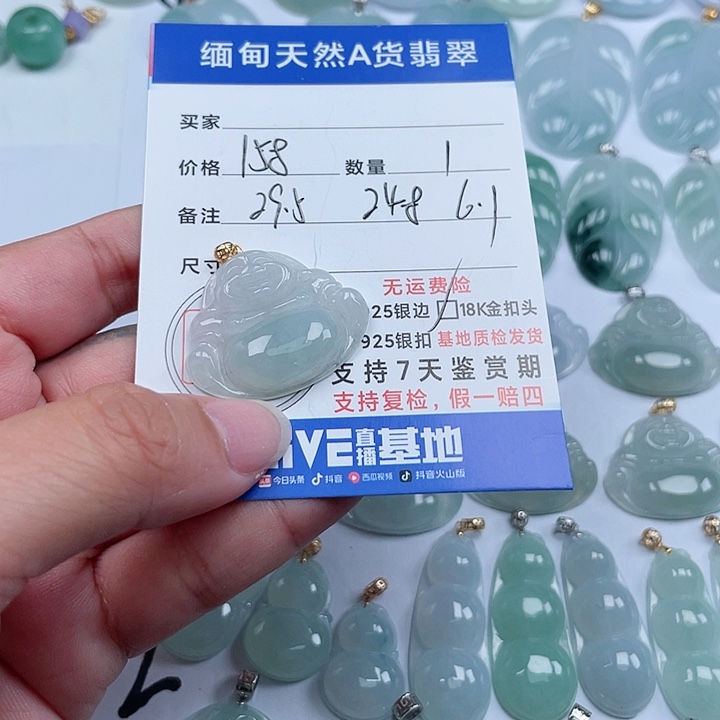 缅甸天然A货翡翠
买家
价格 158 数量 1
备注 29.5 24.8 6.1
尺寸
无运费险
925银边 18K金扣头
925银扣 基地质检发货
支持7天鉴赏期
支持复检，假一赔四
直播基地
今日头条 抖音 西瓜视频 抖音火山版